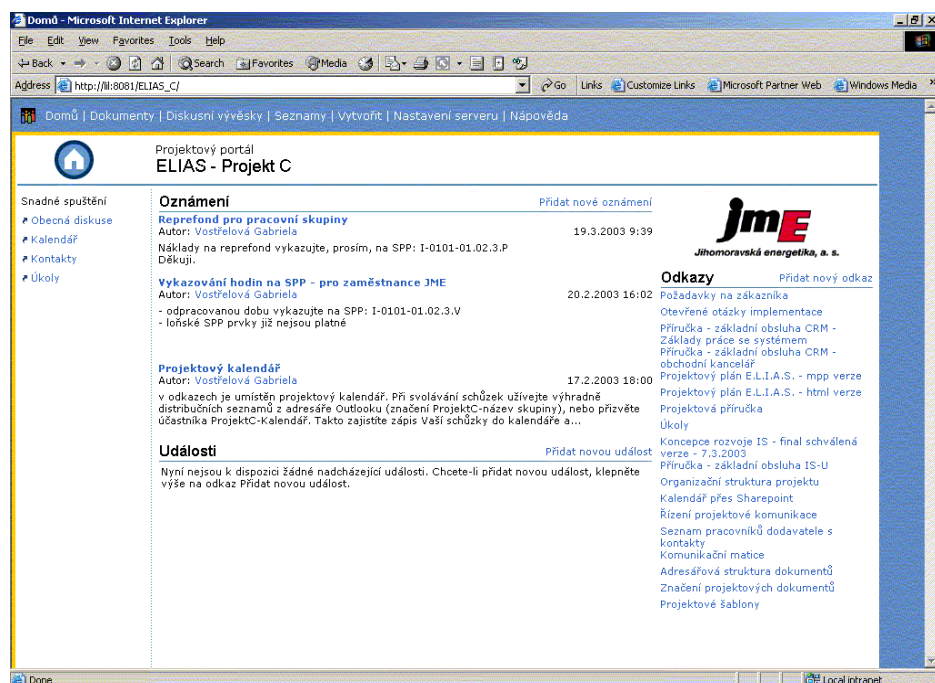 Domů - Microsoft Internet Explorer
File Edit View Favorites Tools Help
Back Search Favorites Media
Address http://lil:8081/ELIAS_C/ Go Links Customize Links Microsoft Partner Web Windows Media
Domů | Dokumenty | Diskusní vývěsky | Seznamy | Vytvořit | Nastavení serveru | Nápověda
Projektový portál
ELIAS - Projekt C
Snadné spuštění
Obecná diskuse
Kalendář
Kontakty
Úkoly
Oznámení Přidat nové oznámení
Reprefond pro pracovní skupiny
Autor: Vostřelová Gabriela 19.3.2003 9:39
Náklady na reprefond vykazujte, prosím, na SPP: I-0101-01.02.3.P
Děkuji.
Vykazování hodin na SPP - pro zaměstnance JME
Autor: Vostřelová Gabriela 20.2.2003 16:02
- odpracovanou dobu vykazujte na SPP: I-0101-01.02.3.V
- loňské SPP prvky již nejsou platné
Projektový kalendář
Autor: Vostřelová Gabriela 17.2.2003 18:00
v odkazech je umístěn projektový kalendář. Při svolávání schůzek užívejte výhradně
distribučních seznamů z adresáře Outlooku (značení ProjektC-název skupiny), nebo přizvěte
účastníka ProjektC-Kalendář. Takto zajistíte zápis Vaší schůzky do kalendáře a...
Události Přidat novou událost
Nyní nejsou k dispozici žádné nadcházející události. Chcete-li přidat novou událost, klepněte
výše na odkaz Přidat novou událost.
jmE
Jihomoravská energetika, a. s.
Odkazy Přidat nový odkaz
Požadavky na zákazníka
Otevřené otázky implementace
Příručka - základní obsluha CRM -
Základy práce se systémem
Příručka - základní obsluha CRM -
obchodní kancelář
Projektový plán E.L.I.A.S. - mpp verze
Projektový plán E.L.I.A.S. - html verze
Projektová příručka
Úkoly
Koncepce rozvoje IS - final schválená
verze - 7.3.2003
Příručka - základní obsluha IS-U
Organizační struktura projektu
Kalendář přes Sharepoint
Řízení projektové komunikace
Seznam pracovníků dodavatele s
kontakty
Komunikační matice
Adresářová struktura dokumentů
Značení projektových dokumentů
Projektové šablony
Done Local intranet